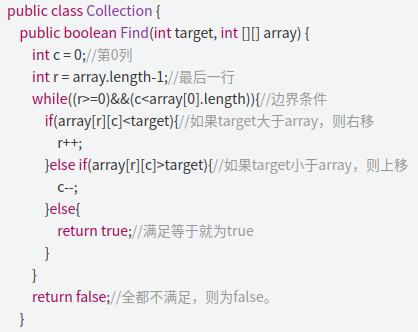 public class Collection {
public boolean Find(int target, int [][] array) {
int c = 0;//第0列
int r = array.length-1;//最后一行
while((r>=0)&&(c<array[0].length)){//边界条件
if(array[r][c]<target){//如果target大于array，则右移
r++;
}else if(array[r][c]>target){//如果target小于array，则上移
c--;
}else{
return true;//满足等于就为true
}
}
return false;//全都不满足，则为false。
}